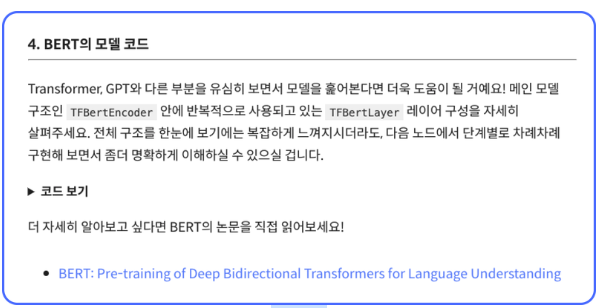 4. BERT의 모델 코드
Transformer, GPT와 다른 부분을 유심히 보면서 모델을 훑어본다면 더욱 도움이 될 거예요! 메인 모델
구조인 TFBertEncoder 안에 반복적으로 사용되고 있는 TFBertLayer 레이어 구성을 자세히
살펴주세요. 전체 구조를 한눈에 보기에는 복잡하게 느껴지시더라도, 다음 노드에서 단계별로 차례차례
구현해 보면서 좀더 명확하게 이해하실 수 있으실 겁니다.
▶ 코드 보기
더 자세히 알아보고 싶다면 BERT의 논문을 직접 읽어보세요!
• BERT: Pre-training of Deep Bidirectional Transformers for Language Understanding